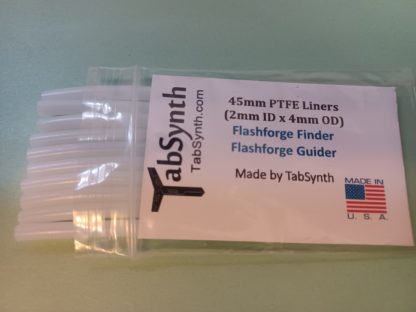 TabSynth
TabSynth.com
45mm PTFE Liners
(2mm ID x 4mm OD)
Flashforge Finder
Flashforge Guider
Made by TabSynth
MADE IN
U. S. A.